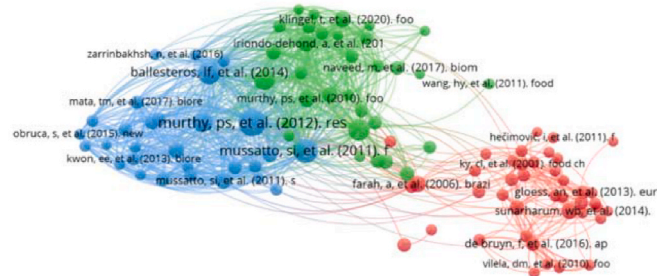 klingel, t, et al. (2020). foo
iriondo-dehond, a, et al. (201
zarrinbakhsh, n, et al. (2016)
naveed, m, et al. (2017). biom
ballesteros, lf, et al. (2014)
wang, hy, et al. (2011). food
mata, tm, et al. (2017). biore
murthy, ps, et al. (2010). foo
murthy, ps, et al. (2012). res
obruca, s, et al. (2015). new
hečimović, i, et al. (2011). f
mussatto, si, et al. (2011). f
kwon, ee, et al. (2013). biore
ky, cl, et al. (2001). food ch
mussatto, si, et al. (2011). s
farah, a, et al. (2006). brazi
gloess, an, et al. (2013). eur
sunarharum, wb, et al. (2014).
de bruyn, f, et al. (2016). ap
vilela, dm, et al. (2010). foo